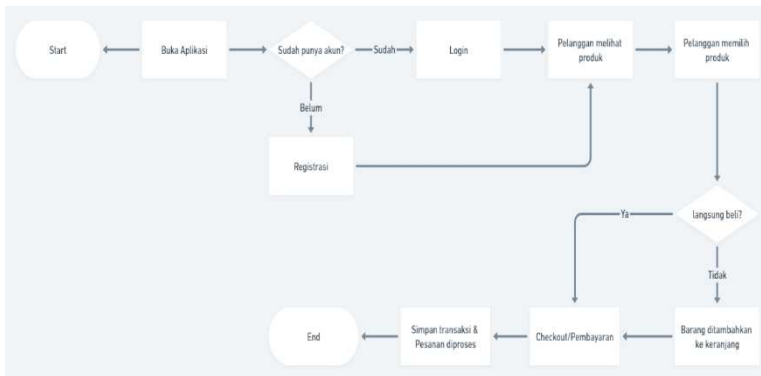 Start
Buka Aplikasi
Sudah punya akun?
Sudah
Login
Pelanggan melihat
produk
Pelanggan memilih
produk
Belum
Registrasi
langsung beli?
Ya
Tidak
End
Simpan transaksi &
Pesanan diproses
Checkout/Pembayaran
Barang ditambahkan
ke keranjang